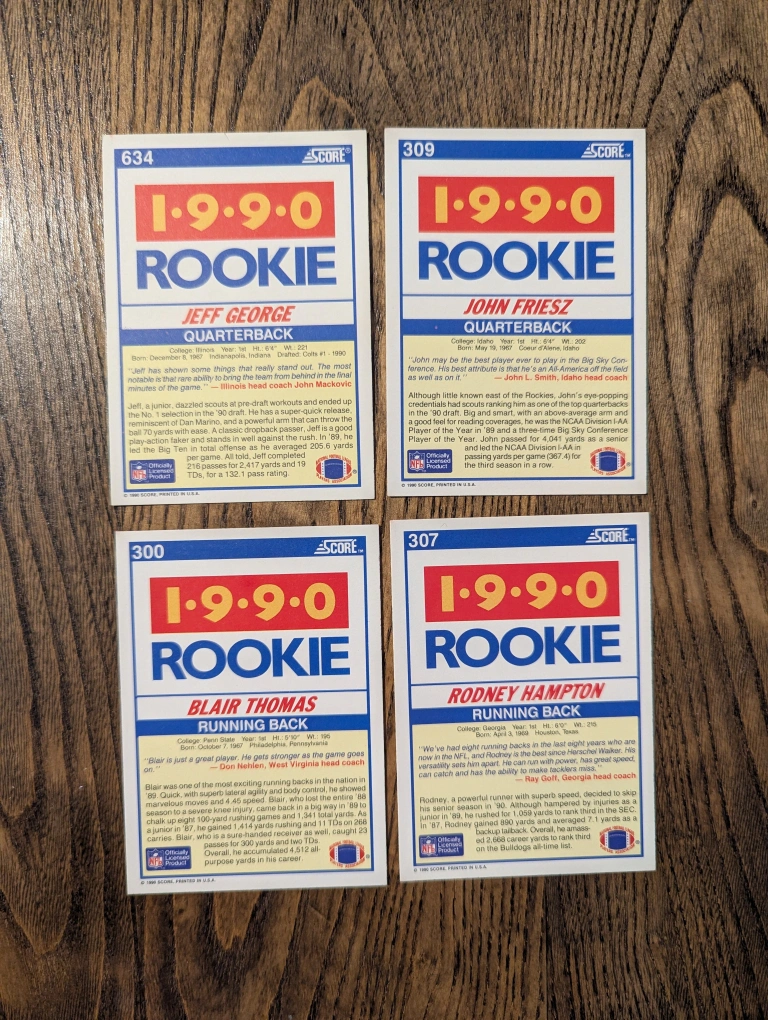 634
SCORE®
1·9·9·0
ROOKIE
JEFF GEORGE
QUARTERBACK
College: Illinois Year: 1st Ht.: 6'4" Wt.: 221
Born: December 8, 1967 Indianapolis, Indiana Drafted: Colts #1 - 1990
"Jeff has shown some things that really stand out. The most
notable is that rare ability to bring the team from behind in the final
minutes of the game." — Illinois head coach John Mackovic
Jeff, a junior, dazzled scouts at pre-draft workouts and ended up
the No. 1 selection in the '90 draft. He has a super-quick release,
reminiscent of Dan Marino, and a powerful arm that can throw the
ball 70 yards with ease. A classic dropback passer, Jeff is a good
play-action faker and stands in well against the rush. In '89, he
led the Big Ten in total offense as he averaged 205.6 yards
per game. All told, Jeff completed
216 passes for 2,417 yards and 19
TDs, for a 132.1 pass rating.
NFL
Officially
Licensed
Product
© 1990 SCORE, PRINTED IN U.S.A.
309
SCORE™
1·9·9·0
ROOKIE
JOHN FRIESZ
QUARTERBACK
College: Idaho Year: 1st Ht.: 6'4" Wt.: 202
Born: May 19, 1967 Coeur d'Alene, Idaho
"John may be the best player ever to play in the Big Sky Con-
ference. His best attribute is that he's an All-America off the field
as well as on it." — John L. Smith, Idaho head coach
Although little known east of the Rockies, John's eye-popping
credentials had scouts ranking him as one of the top quarterbacks
in the '90 draft. Big and smart, with an above-average arm and
a good feel for reading coverages, he was the NCAA Division I-AA
Player of the Year in '89 and a three-time Big Sky Conference
Player of the Year. John passed for 4,041 yards as a senior
and led the NCAA Division I-AA in
passing yards per game (367.4) for
the third season in a row.
NFL
Officially
Licensed
Product
© 1990 SCORE, PRINTED IN U.S.A.
300
SCORE™
1·9·9·0
ROOKIE
BLAIR THOMAS
RUNNING BACK
College: Penn State Year: 1st Ht.: 5'10" Wt.: 195
Born: October 7, 1967 Philadelphia, Pennsylvania
"Blair is just a great player. He gets stronger as the game goes
on." — Don Nehlen, West Virginia head coach
Blair was one of the most exciting running backs in the nation in
'89. Quick, with superb lateral agility and body control, he showed
marvelous moves and 4.45 speed. Blair, who lost the entire '88
season to a severe knee injury, came back in a big way in '89 to
chalk up eight 100-yard rushing games and 1,341 total yards. As
a junior in '87, he gained 1,414 yards rushing and 11 TDs on 268
carries. Blair, who is a sure-handed receiver as well, caught 23
passes for 300 yards and two TDs.
Overall, he accumulated 4,512 all-
purpose yards in his career.
NFL
Officially
Licensed
Product
© 1990 SCORE, PRINTED IN U.S.A.
307
SCORE™
1·9·9·0
ROOKIE
RODNEY HAMPTON
RUNNING BACK
College: Georgia Year: 1st Ht.: 6'0" Wt.: 215
Born: April 3, 1969 Houston, Texas
"We've had eight running backs in the last eight years who are
now in the NFL, and Rodney is the best since Herschel Walker. His
versatility sets him apart. He can run with power, has great speed,
can catch and has the ability to make tacklers miss."
— Ray Goff, Georgia head coach
Rodney, a powerful runner with superb speed, decided to skip
his senior season in '90. Although hampered by injuries as a
junior in '89, he rushed for 1,059 yards to rank third in the SEC.
In '87, Rodney gained 890 yards and averaged 7.1 yards as a
backup tailback. Overall, he amass-
ed 2,668 career yards to rank third
on the Bulldogs all-time list.
NFL
Officially
Licensed
Product
© 1990 SCORE, PRINTED IN U.S.A.